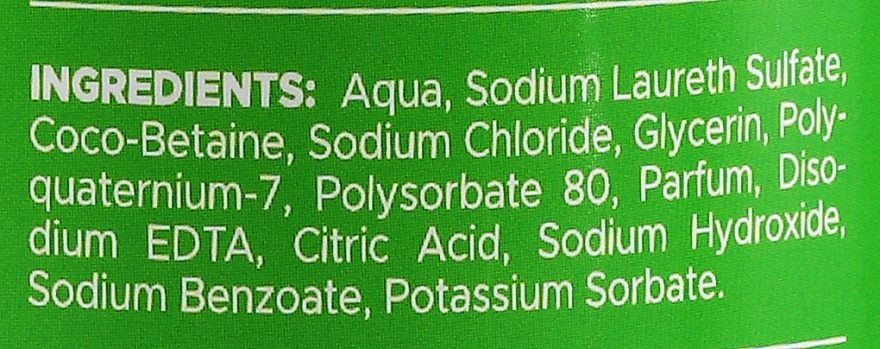 INGREDIENTS: Aqua, Sodium Laureth Sulfate,
Coco-Betaine, Sodium Chloride, Glycerin, Poly-
quaternium-7, Polysorbate 80, Parfum, Diso-
dium EDTA, Citric Acid, Sodium Hydroxide,
Sodium Benzoate, Potassium Sorbate.